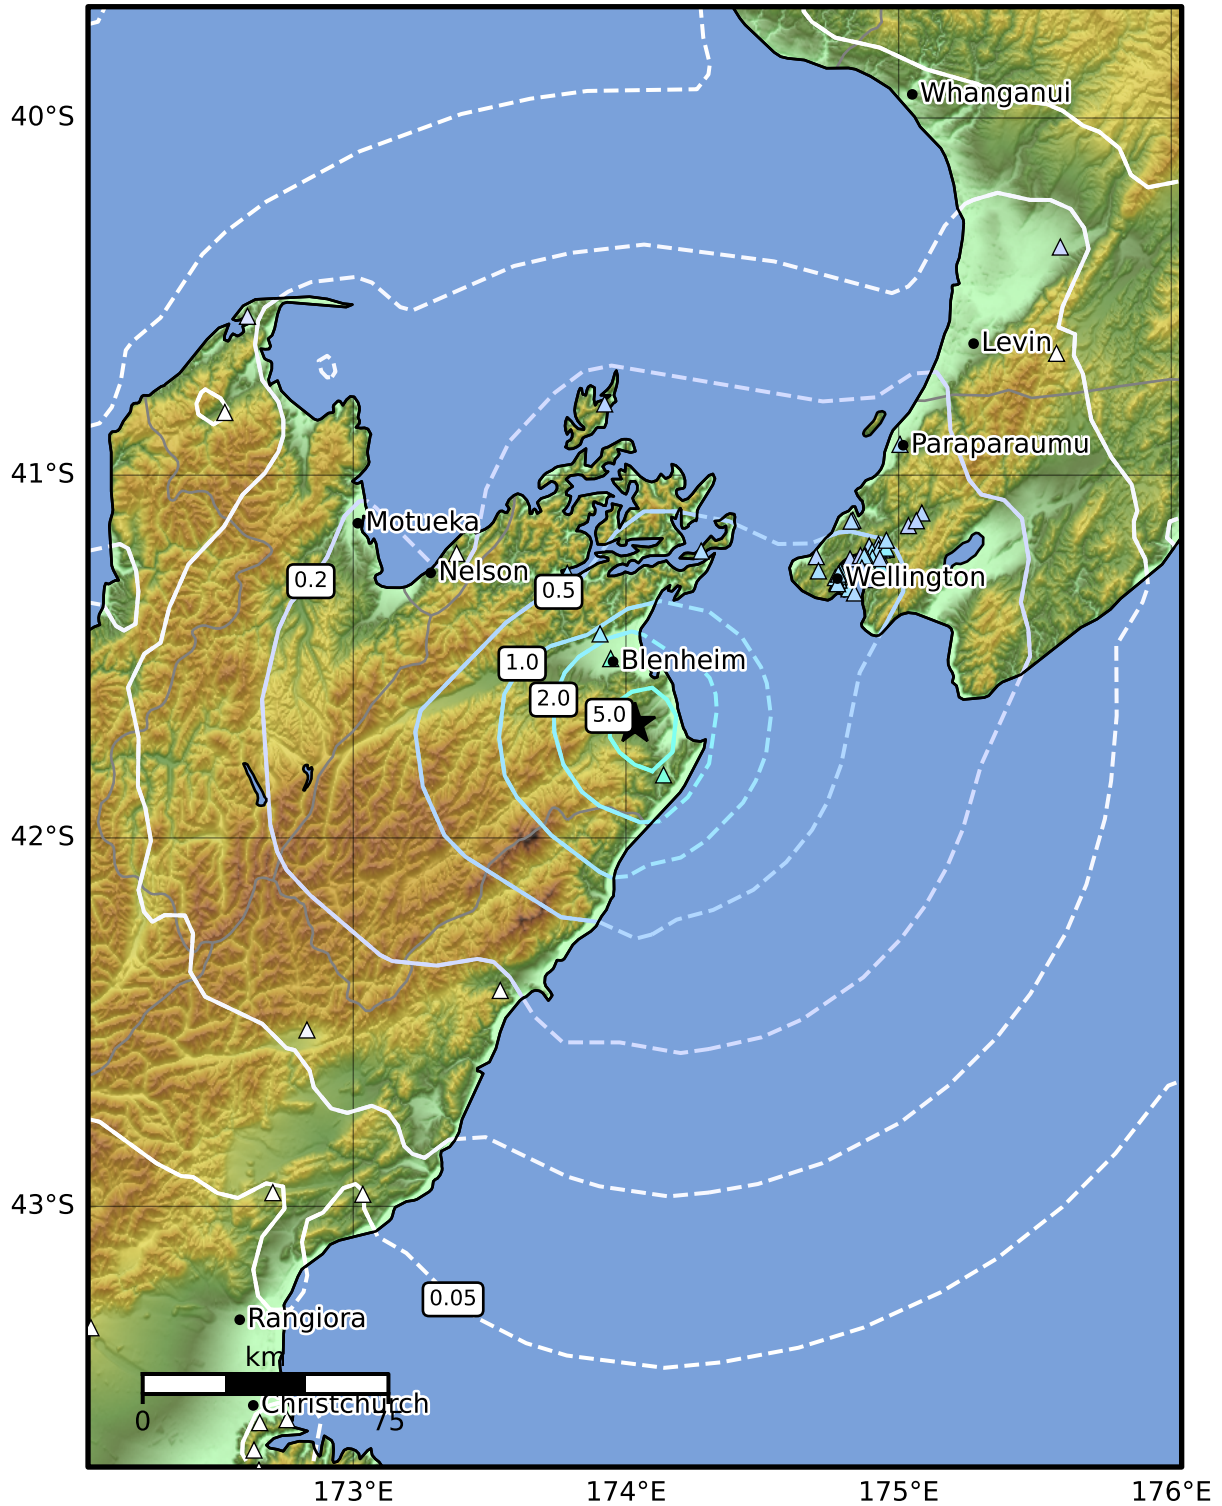 40°S
Whanganui
Levin
Paraparaumu
41°S
Motueka
Nelson
Wellington
0.2
0.5
Blenheim
1.0
2.0
5.0
42°S
43°S
0.05
Rangiora
km
Christchurch
0
75
173°E
174°E
175°E
176°E